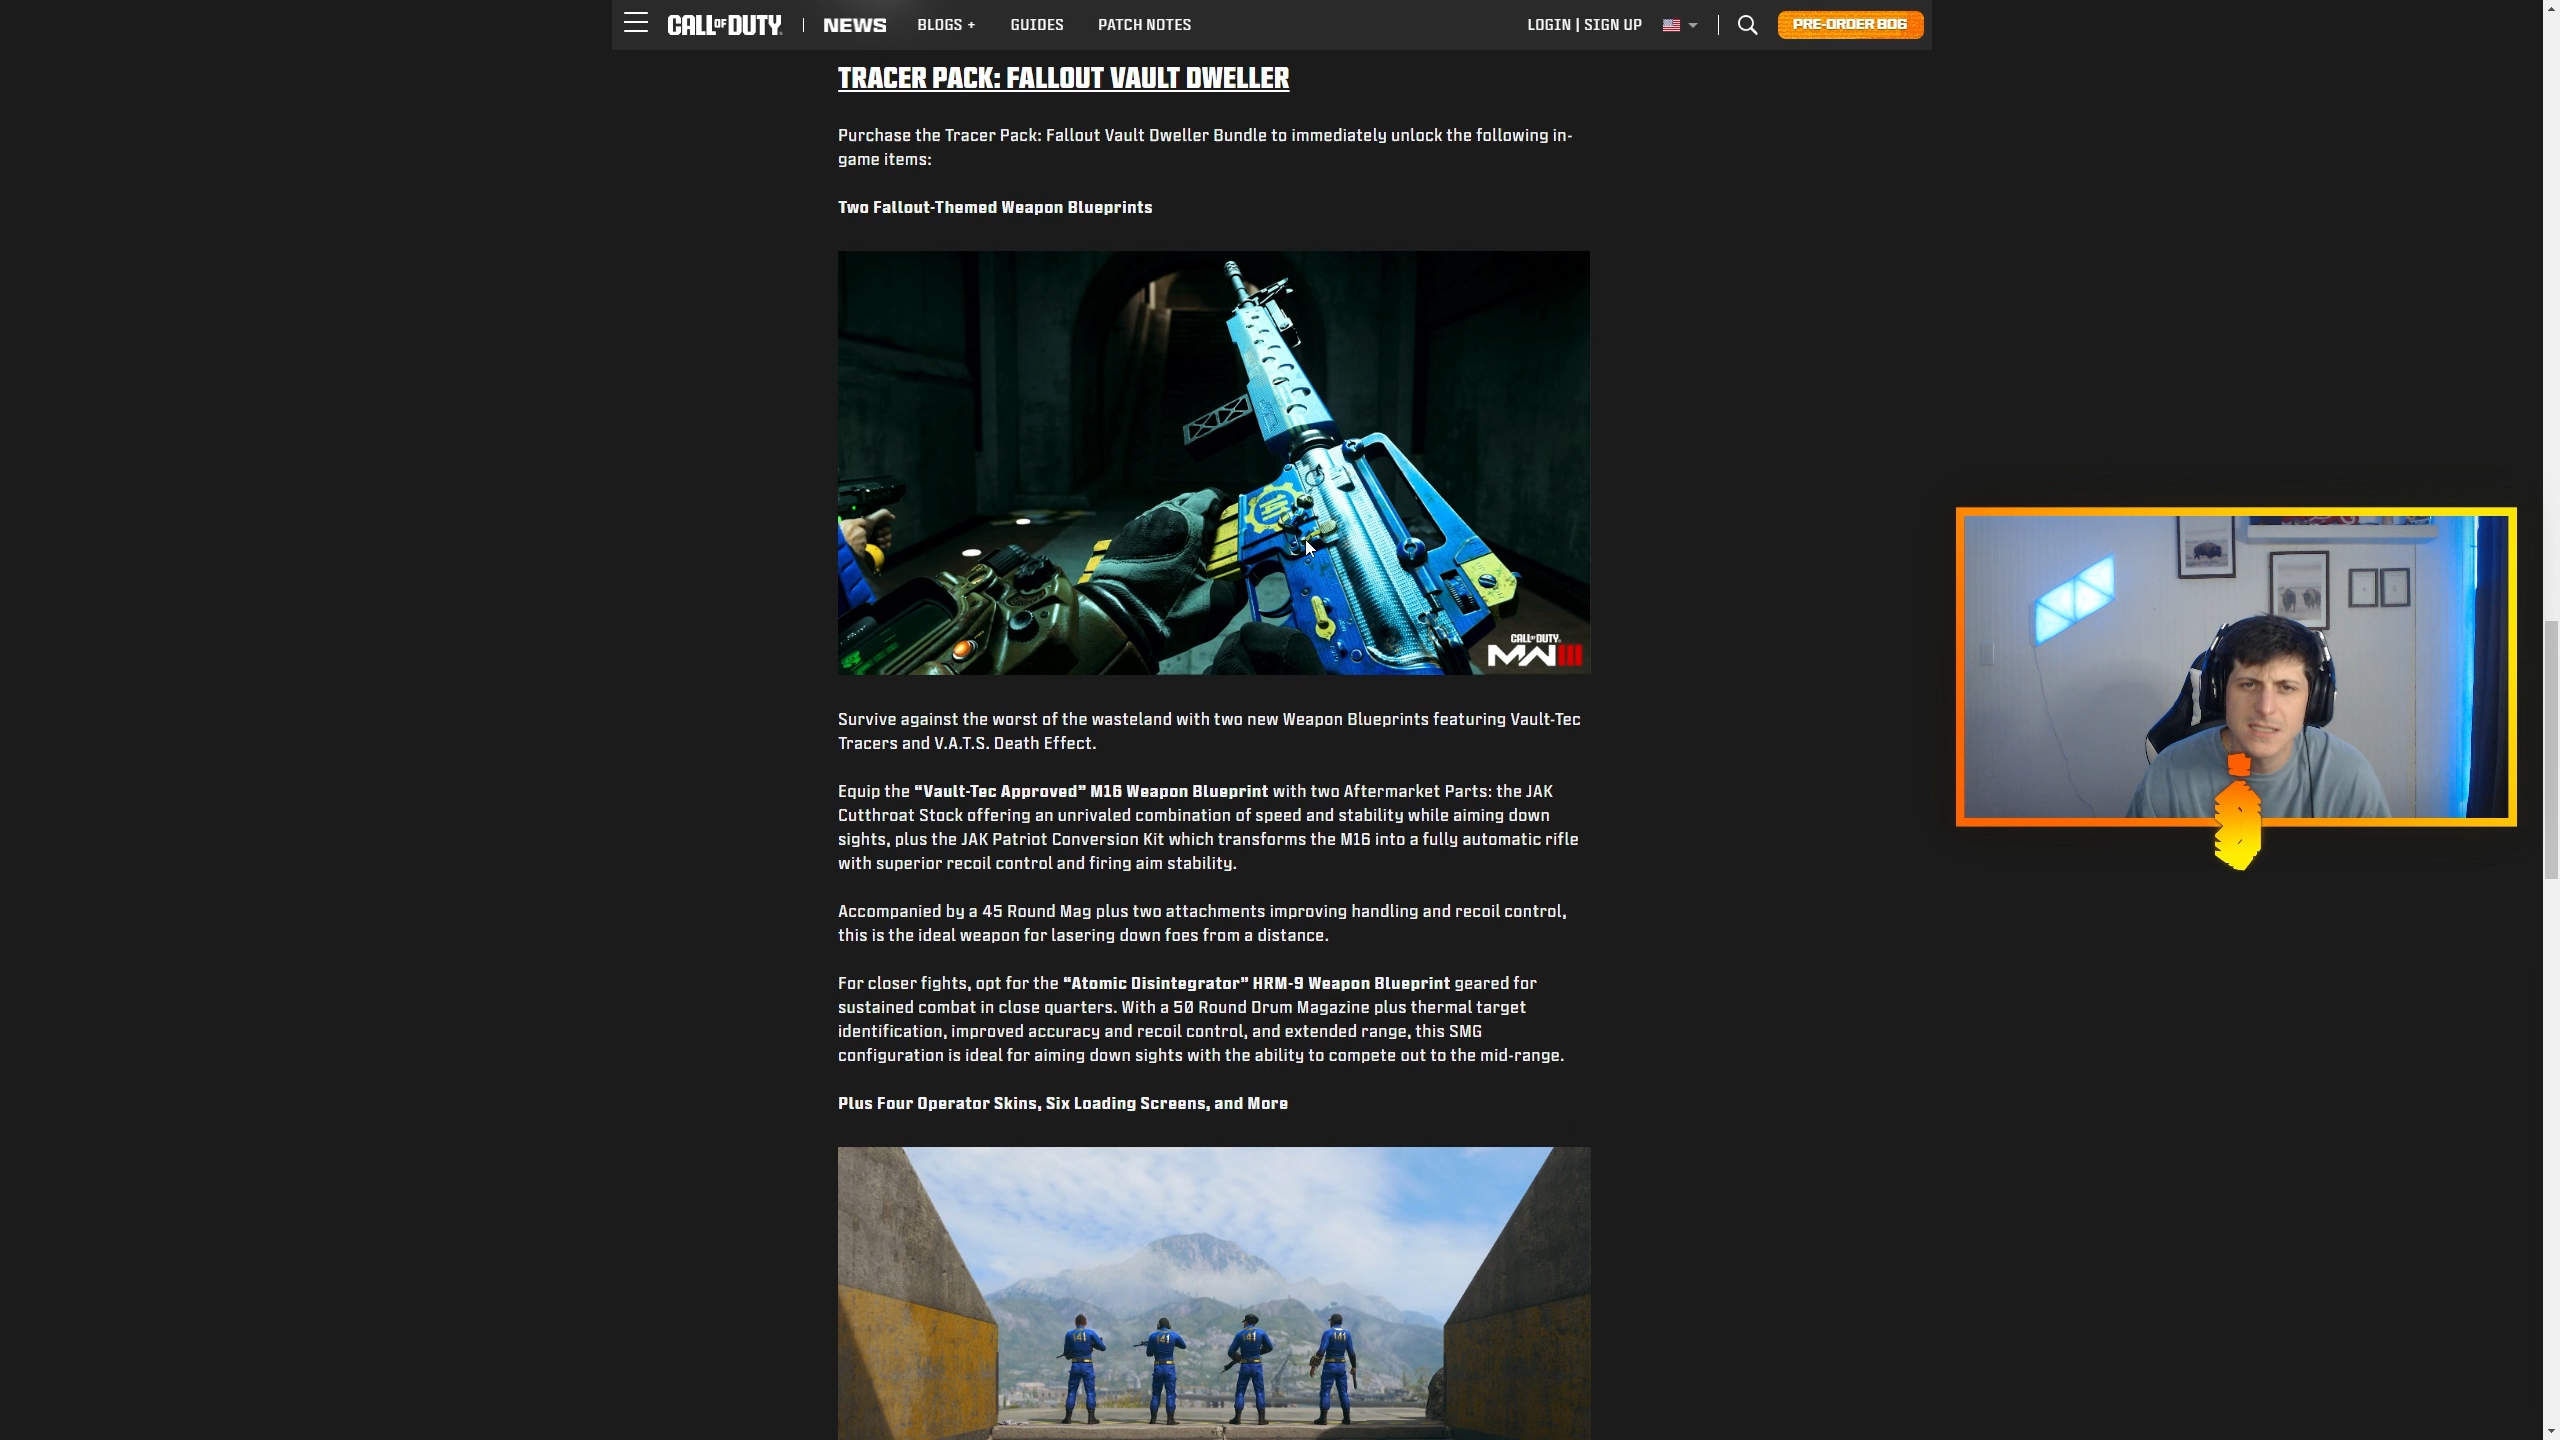 CALL OF DUTY | NEWS BLOGS + GUIDES PATCH NOTES LOGIN | SIGN UP PRE-ORDER BO6
TRACER PACK: FALLOUT VAULT DWELLER
Purchase the Tracer Pack: Fallout Vault Dweller Bundle to immediately unlock the following in-
game items:
Two Fallout-Themed Weapon Blueprints
141
CALL OF DUTY
MWIII
Survive against the worst of the wasteland with two new Weapon Blueprints featuring Vault-Tec
Tracers and V.A.T.S. Death Effect.
Equip the “Vault-Tec Approved” M16 Weapon Blueprint with two Aftermarket Parts: the JAK
Cutthroat Stock offering an unrivaled combination of speed and stability while aiming down
sights, plus the JAK Patriot Conversion Kit which transforms the M16 into a fully automatic rifle
with superior recoil control and firing aim stability.
Accompanied by a 45 Round Mag plus two attachments improving handling and recoil control,
this is the ideal weapon for lasering down foes from a distance.
For closer fights, opt for the “Atomic Disintegrator” HRM-9 Weapon Blueprint geared for
sustained combat in close quarters. With a 50 Round Drum Magazine plus thermal target
identification, improved accuracy and recoil control, and extended range, this SMG
configuration is ideal for aiming down sights with the ability to compete out to the mid-range.
Plus Four Operator Skins, Six Loading Screens, and More
141 141 141 141